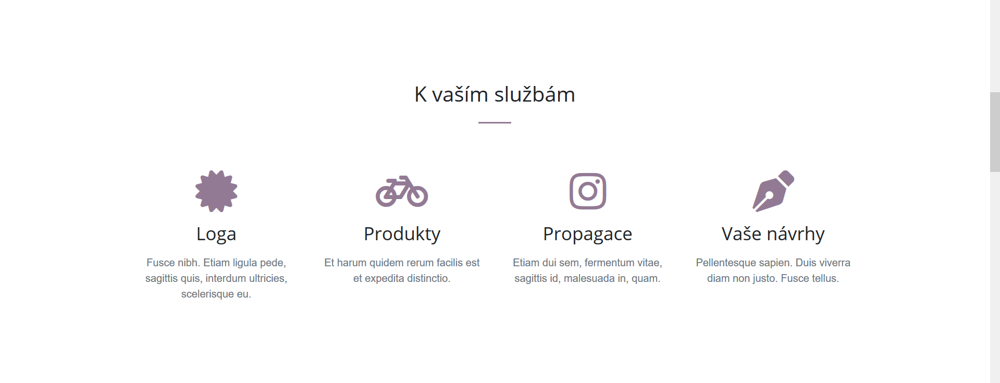 K vaším službám
Loga
Fusce nibh. Etiam ligula pede,
sagittis quis, interdum ultricies,
scelerisque eu.
Produkty
Et harum quidem rerum facilis est
et expedita distinctio.
Propagace
Etiam dui sem, fermentum vitae,
sagittis id, malesuada in, quam.
Vaše návrhy
Pellentesque sapien. Duis viverra
diam non justo. Fusce tellus.